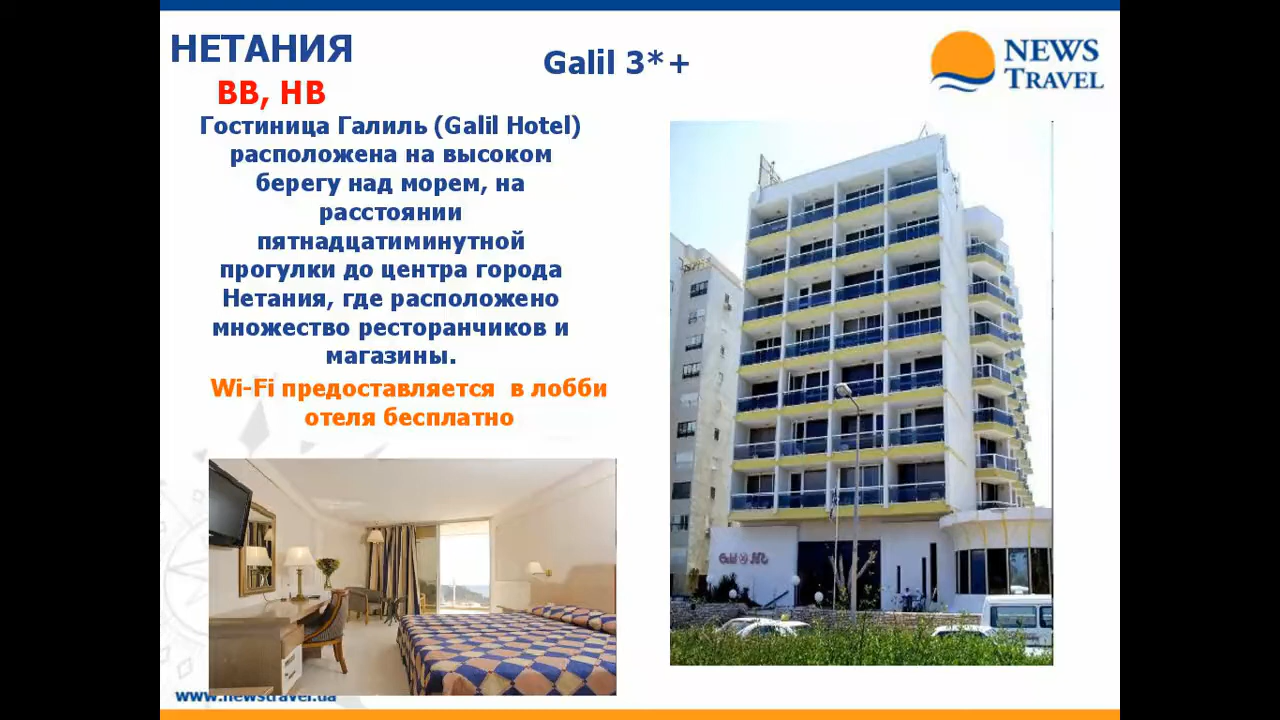 НЕТАНИЯ
Galil 3*+
NEWS
TRAVEL
BB, HB
Гостиница Галиль (Galil Hotel)
расположена на высоком
берегу над морем, на
расстоянии
пятнадцатиминутной
прогулки до центра города
Нетания, где расположено
множество ресторанчиков и
магазины.
Wi-Fi предоставляется в лобби
отеля бесплатно
Galil
www.newstravel.ua